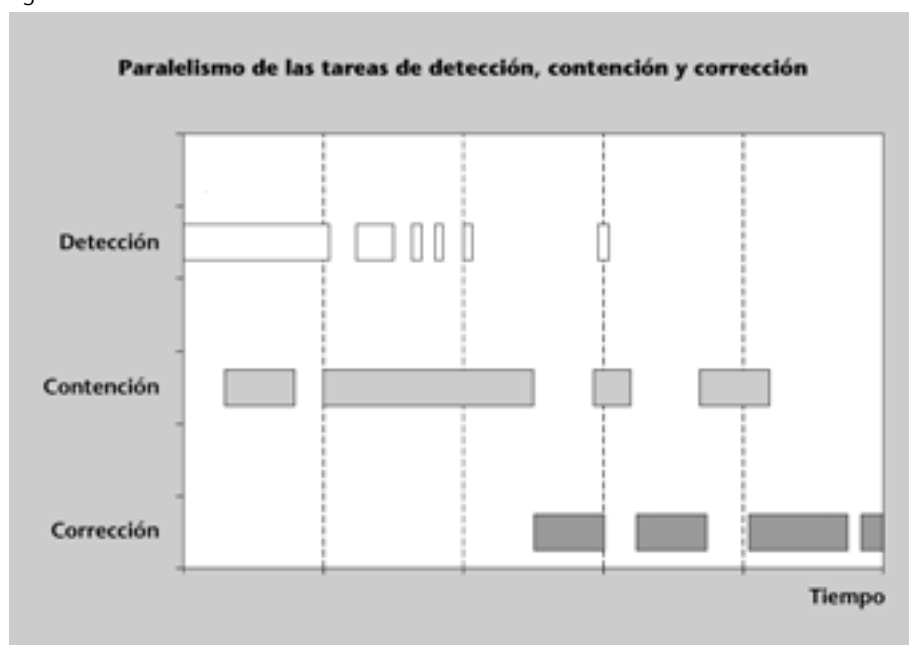 Paralelismo de las tareas de detección, contención y corrección
Detección
Contención
Corrección
Tiempo